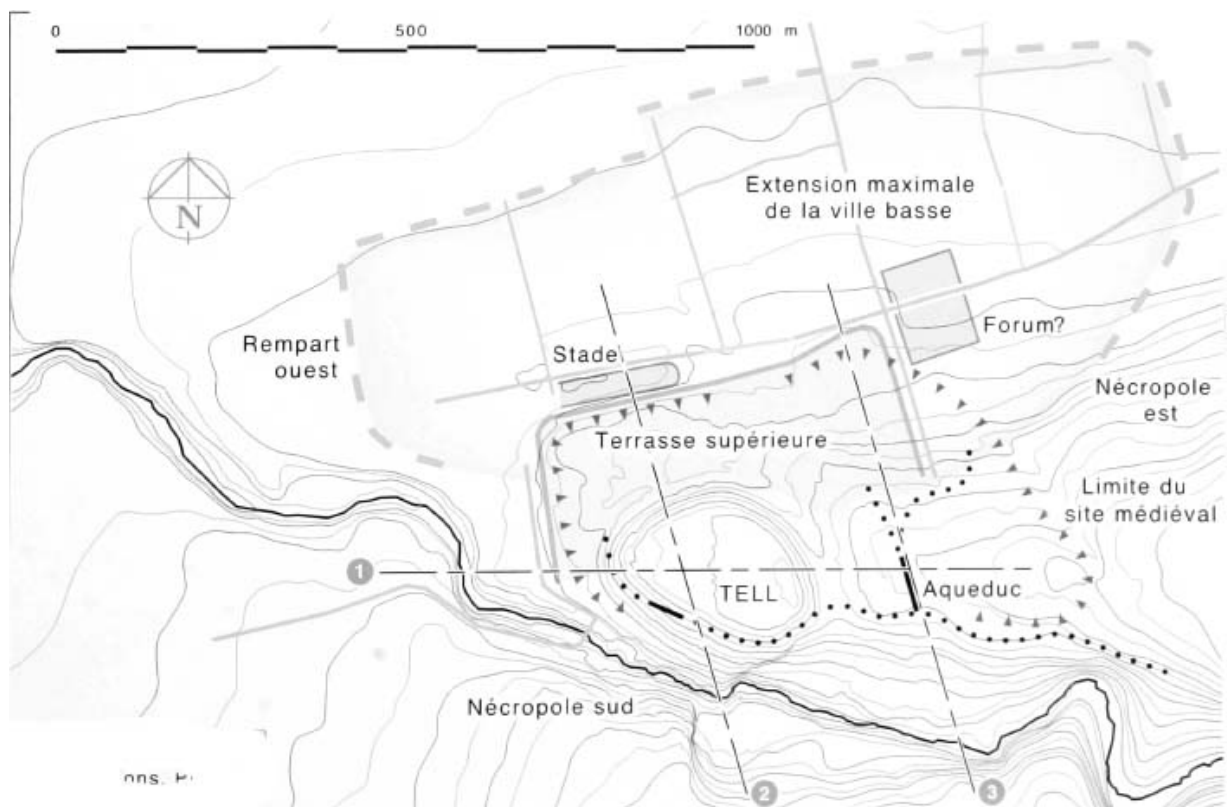 0 500 1000 m
N
Extension maximale
de la ville basse
Rempart
ouest
Stade
Forum?
Nécropole
est
Terrasse supérieure
Limite du
site médiéval
1
TELL
Aqueduc
Nécropole sud
2
3